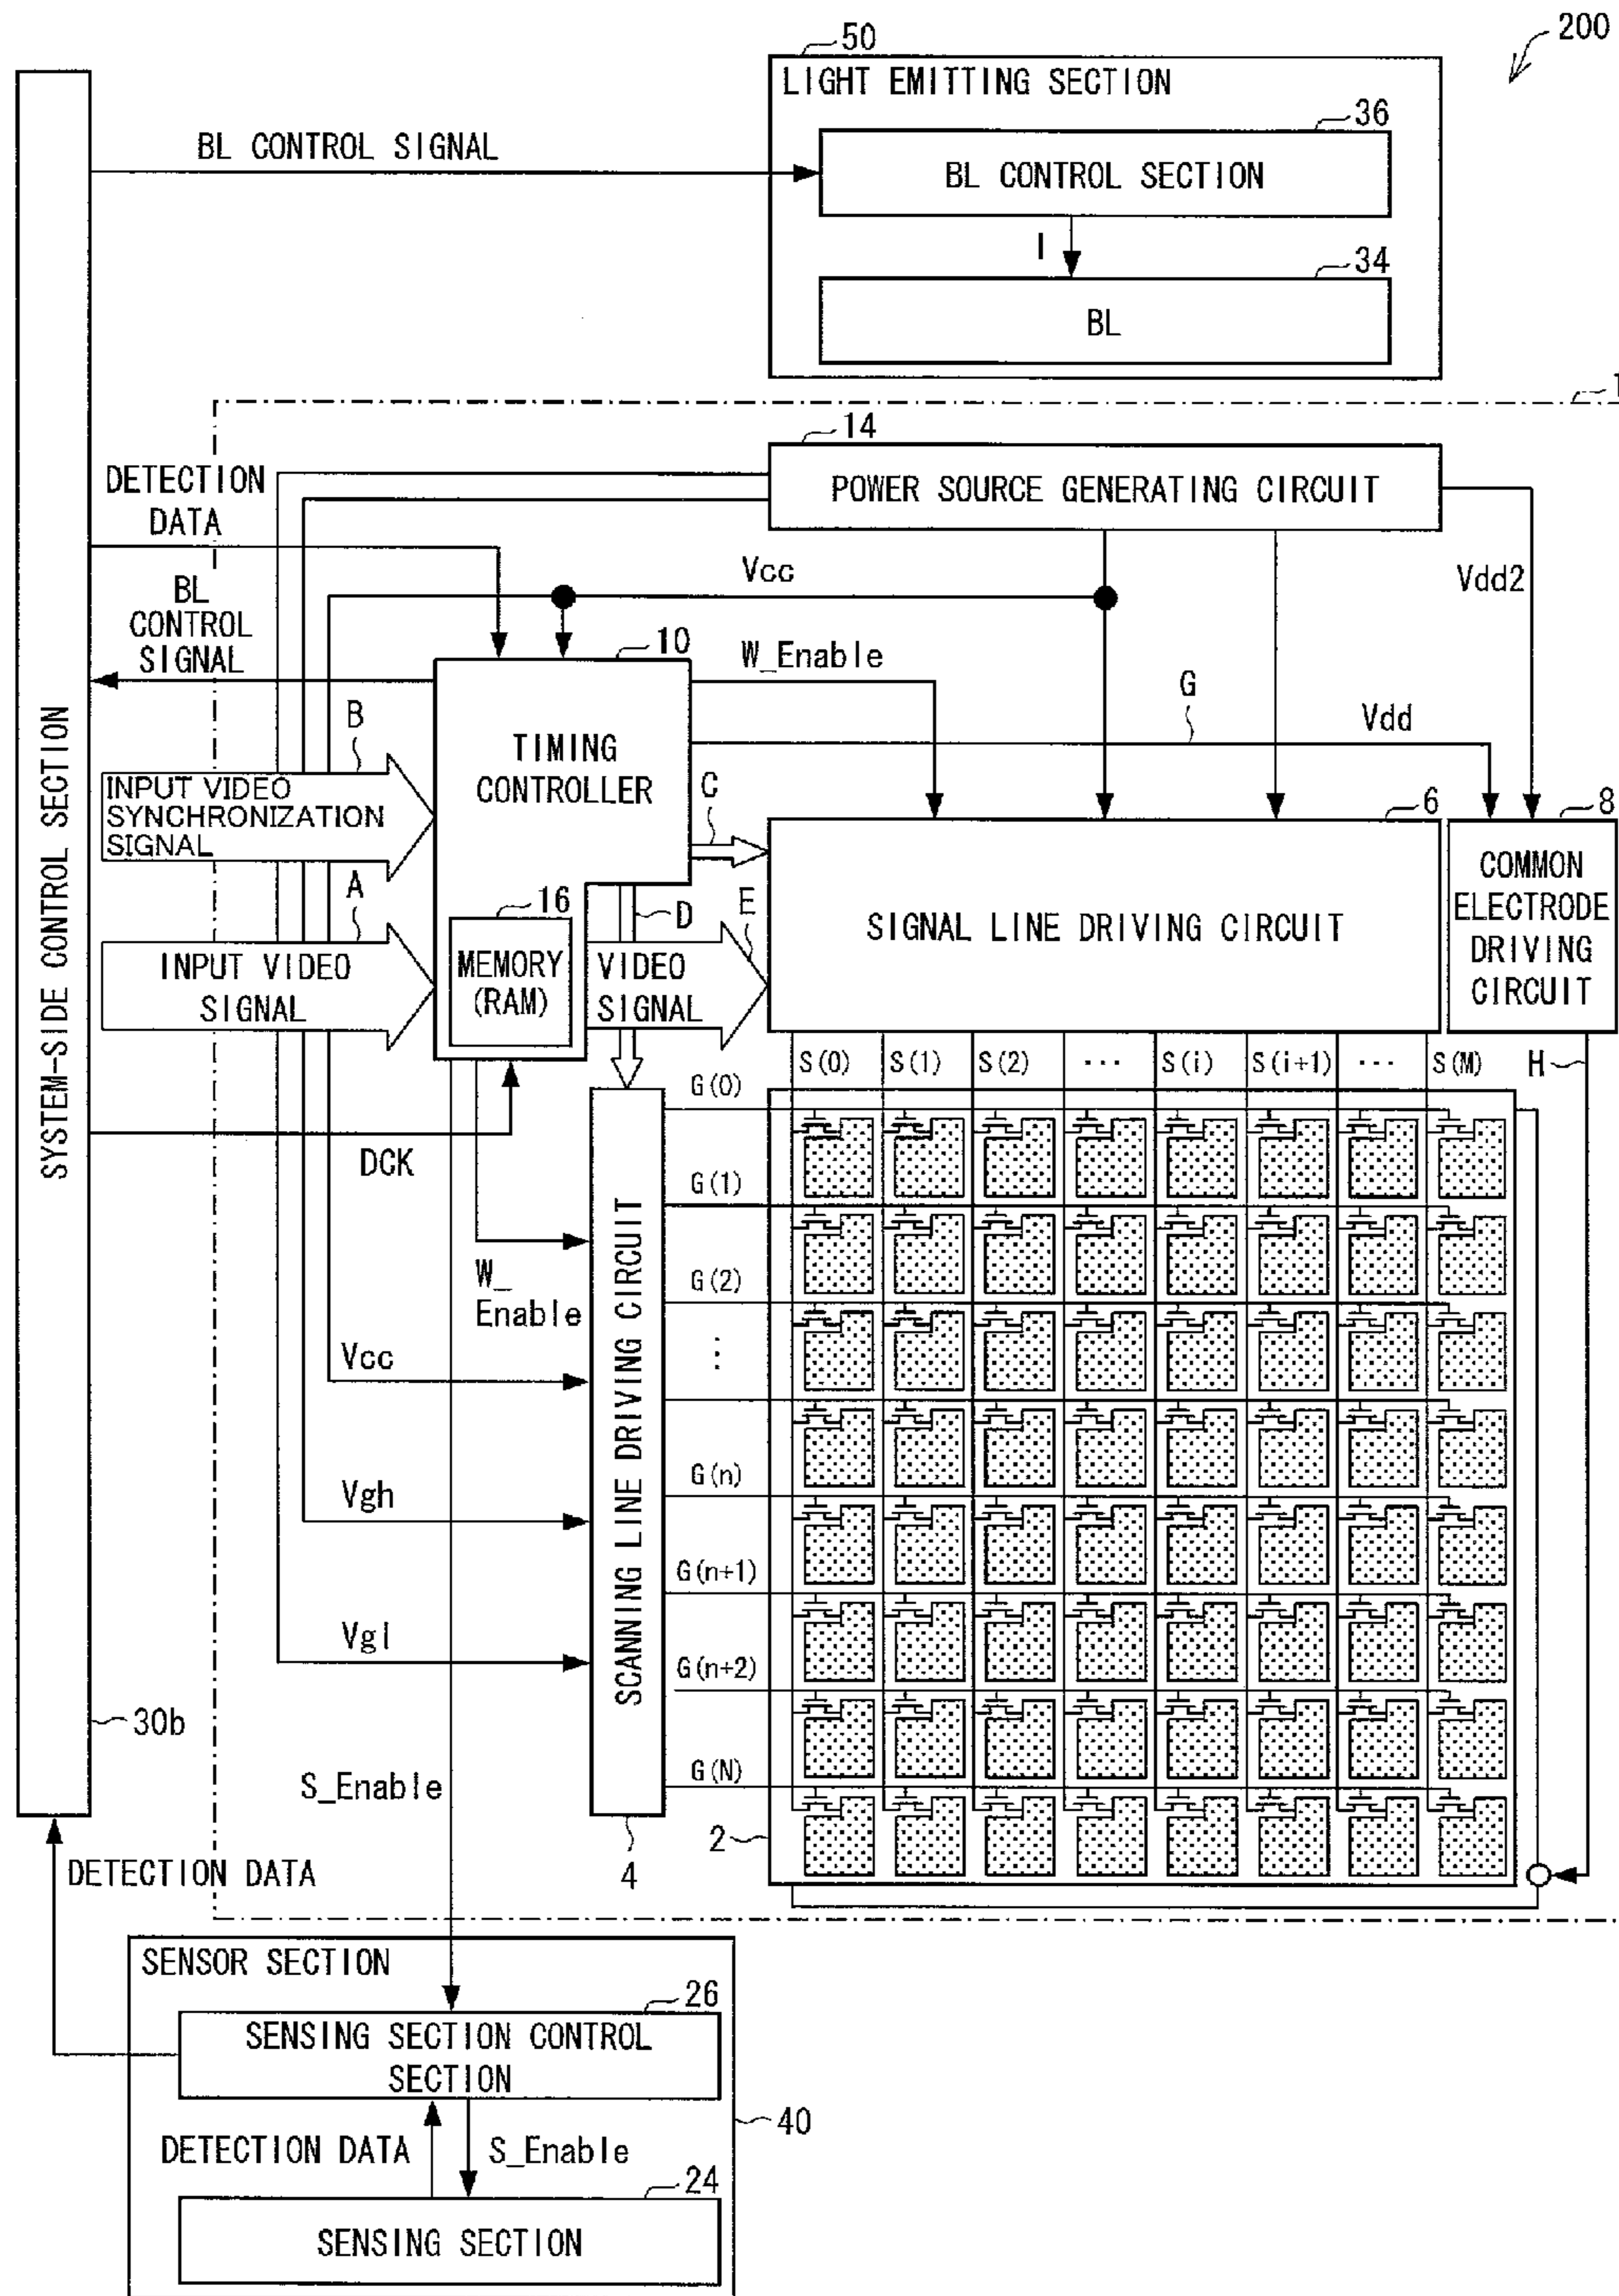 200
50
LIGHT EMITTING SECTION
36
BL CONTROL SIGNAL
BL CONTROL SECTION
I
34
BL
1
14
POWER SOURCE GENERATING CIRCUIT
DETECTION
DATA
Vcc
Vdd2
BL
CONTROL
SIGNAL
10
W_Enable
G
Vdd
B
TIMING
CONTROLLER
INPUT VIDEO
SYNCHRONIZATION
SIGNAL
C
6
8
A
16
D
E
SIGNAL LINE DRIVING CIRCUIT
COMMON
ELECTRODE
DRIVING
CIRCUIT
INPUT VIDEO
SIGNAL
MEMORY
(RAM)
VIDEO
SIGNAL
SYSTEM-SIDE CONTROL SECTION
S(0) S(1) S(2) ... S(i) S(i+1) ... S(M)
H
G(0)
DCK
G(1)
W_
Enable
G(2)
⋮
Vcc
SCANNING LINE DRIVING CIRCUIT
G(n)
Vgh
G(n+1)
Vgl
G(n+2)
30b
S_Enable
G(N)
2
4
DETECTION DATA
SENSOR SECTION
26
SENSING SECTION CONTROL
SECTION
40
DETECTION DATA
S_Enable
24
SENSING SECTION